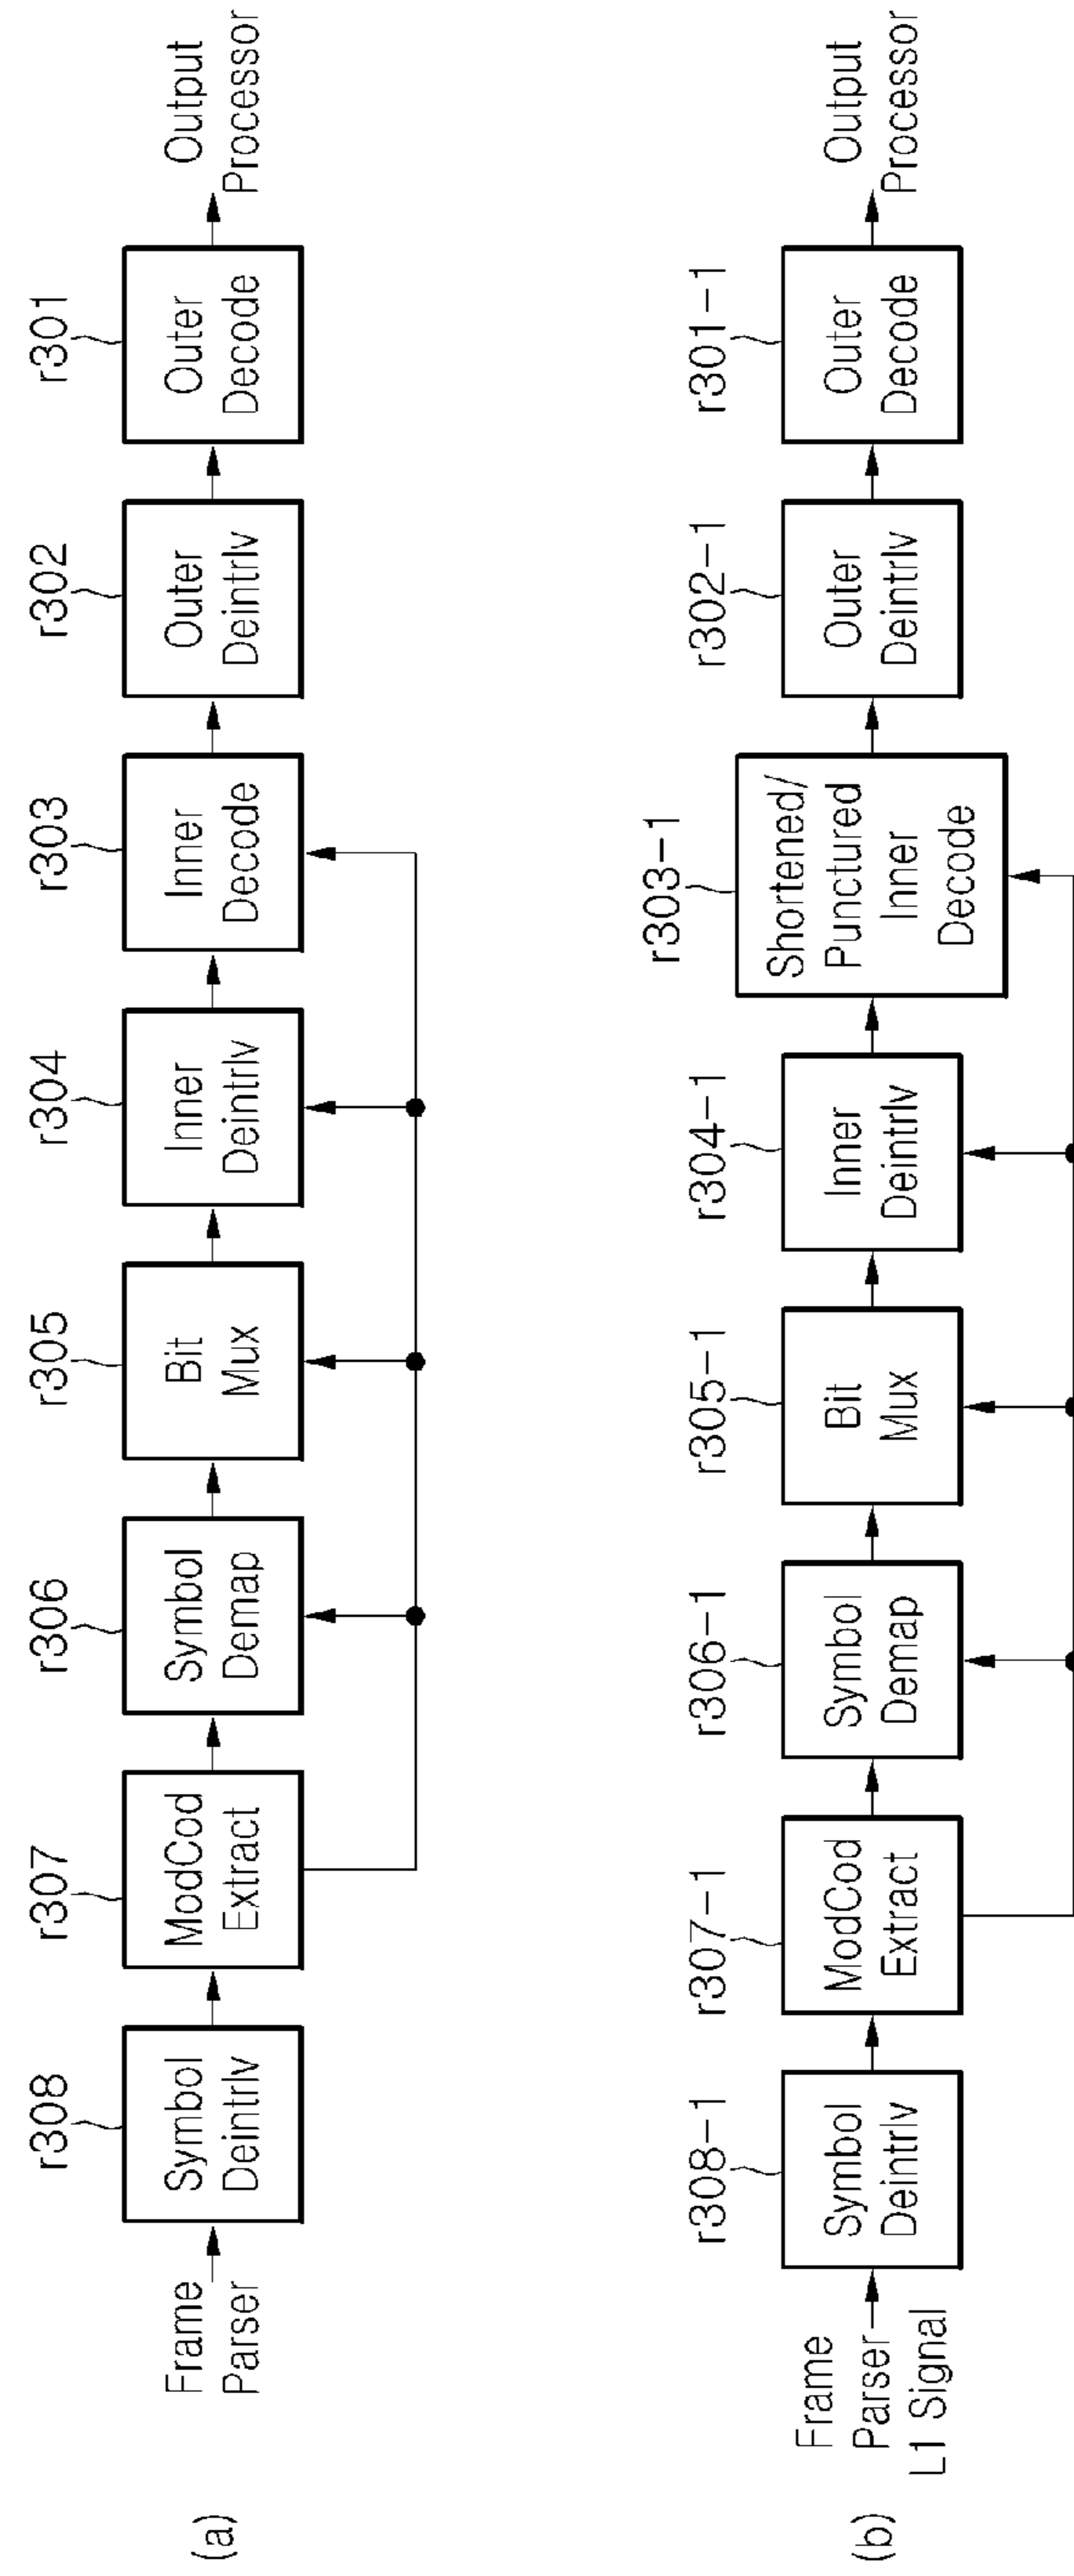 (a)
Frame
Parser
r308
Symbol
Deintrlv
r307
ModCod
Extract
r306
Symbol
Demap
r305
Bit
Mux
r304
Inner
Deintrlv
r303
Inner
Decode
r302
Outer
Deintrlv
r301
Outer
Decode
Output
Processor
(b)
Frame
Parser
L1 Signal
r308-1
Symbol
Deintrlv
r307-1
ModCod
Extract
r306-1
Symbol
Demap
r305-1
Bit
Mux
r304-1
Inner
Deintrlv
r303-1
Shortened/
Punctured
Inner
Decode
r302-1
Outer
Deintrlv
r301-1
Outer
Decode
Output
Processor